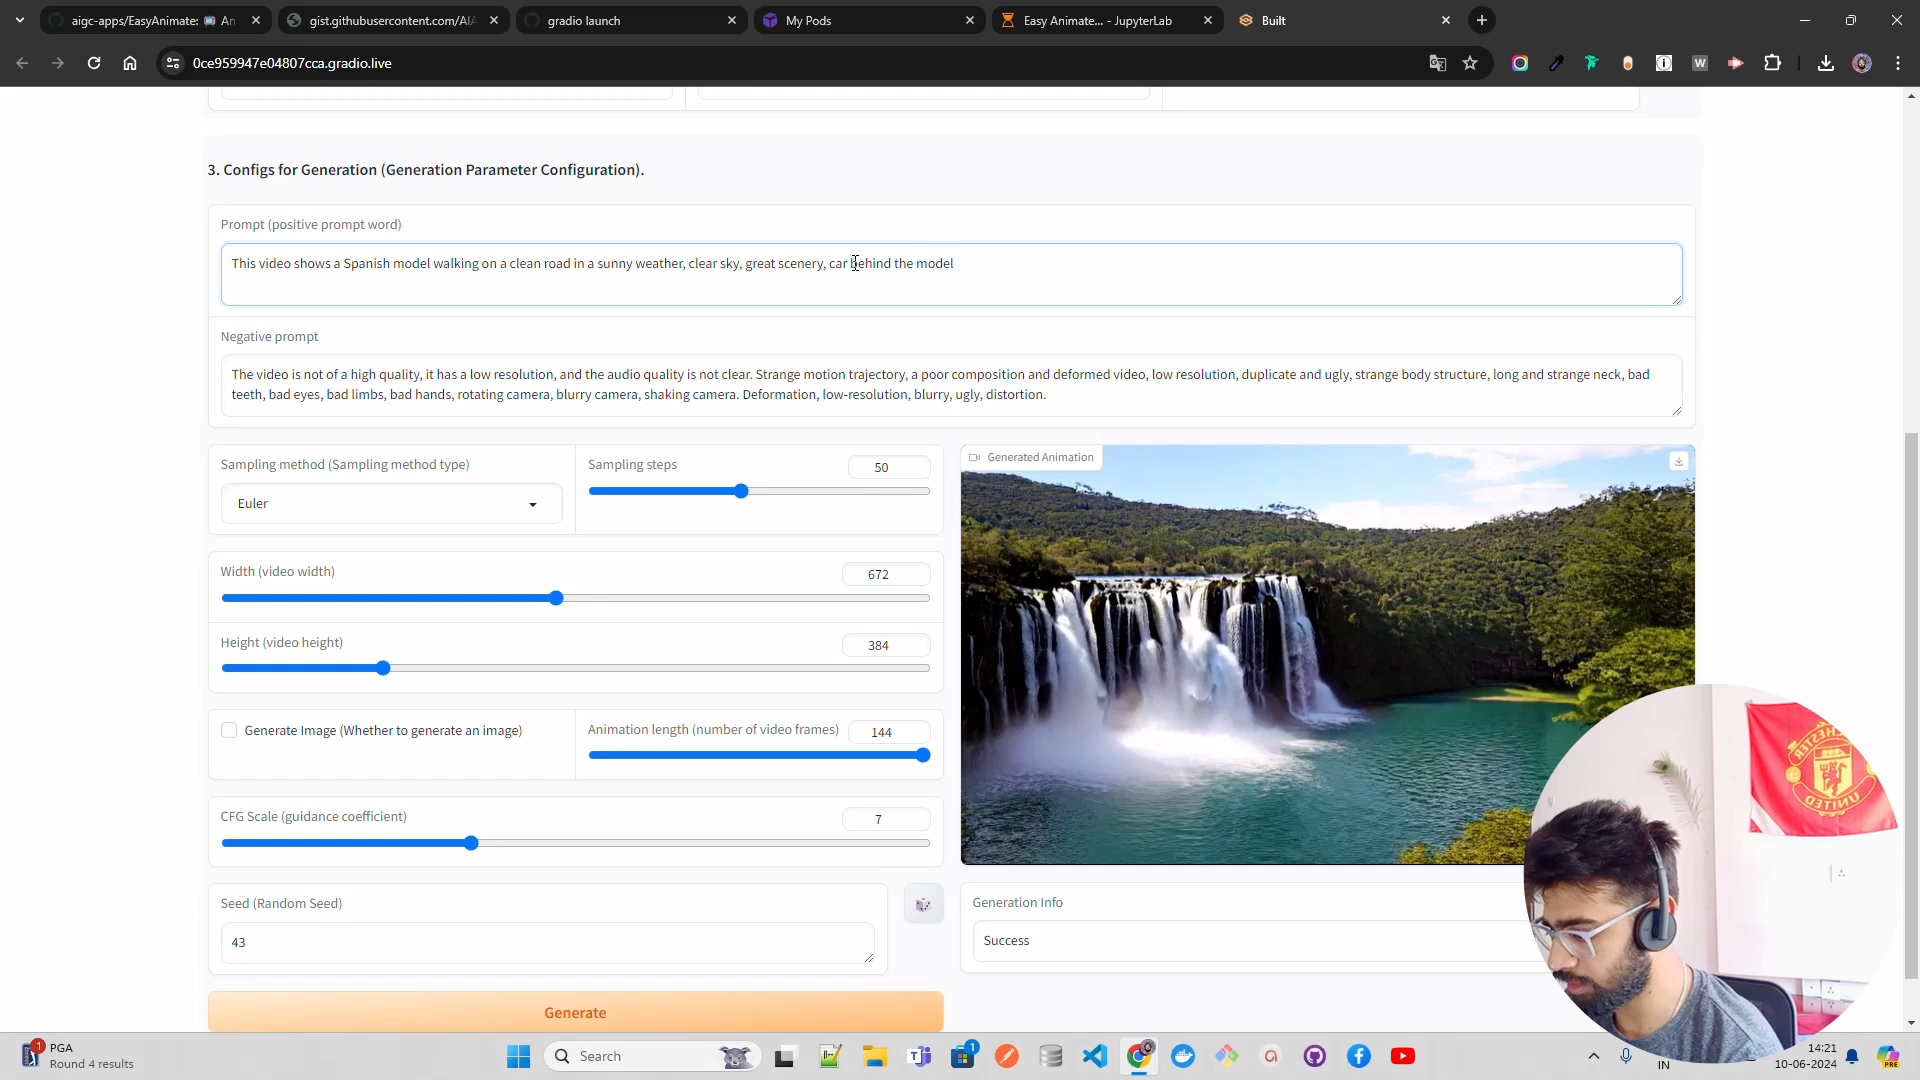 aigc-apps/EasyAnimate: An
gist.githubusercontent.com/AIA
gradio launch
My Pods
Easy Animate... - JupyterLab
Built
0ce959947e04807cca.gradio.live
3. Configs for Generation (Generation Parameter Configuration).
Prompt (positive prompt word)
This video shows a Spanish model walking on a clean road in a sunny weather, clear sky, great scenery, car behind the model
Negative prompt
The video is not of a high quality, it has a low resolution, and the audio quality is not clear. Strange motion trajectory, a poor composition and deformed video, low resolution, duplicate and ugly, strange body structure, long and strange neck, bad
teeth, bad eyes, bad limbs, bad hands, rotating camera, blurry camera, shaking camera. Deformation, low-resolution, blurry, ugly, distortion.
Sampling method (Sampling method type)
Euler
Sampling steps
50
Generated Animation
Width (video width)
672
Height (video height)
384
Generate Image (Whether to generate an image)
Animation length (number of video frames)
144
CFG Scale (guidance coefficient)
7
Seed (Random Seed)
43
Generation Info
Success
Generate
MANCHESTER
UNITED
1
PGA
Round 4 results
Search
1
IN
14:21
10-06-2024
PRE